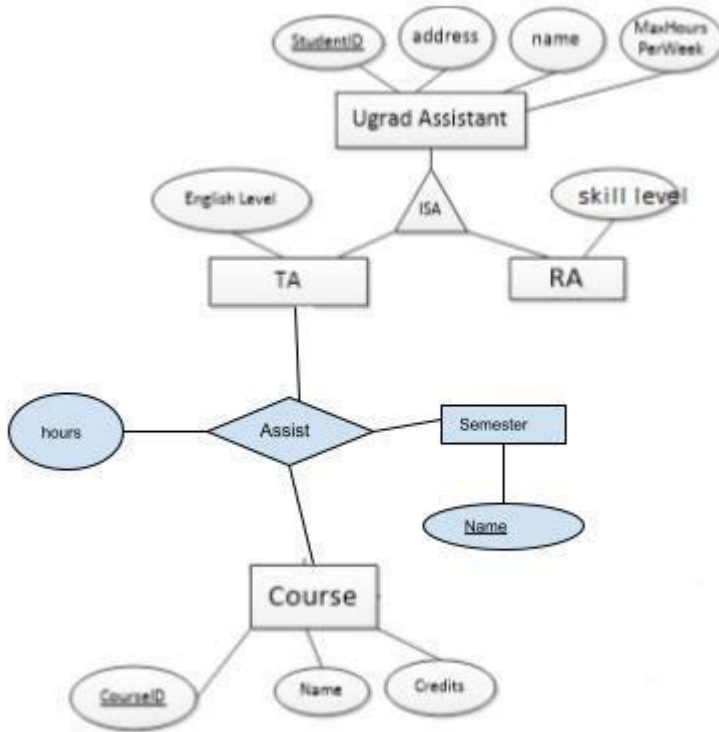 StudentID
address
name
MaxHours
PerWeek
Ugrad Assistant
ISA
English Level
skill level
TA
RA
hours
Assist
Semester
Name
Course
CourseID
Name
Credits